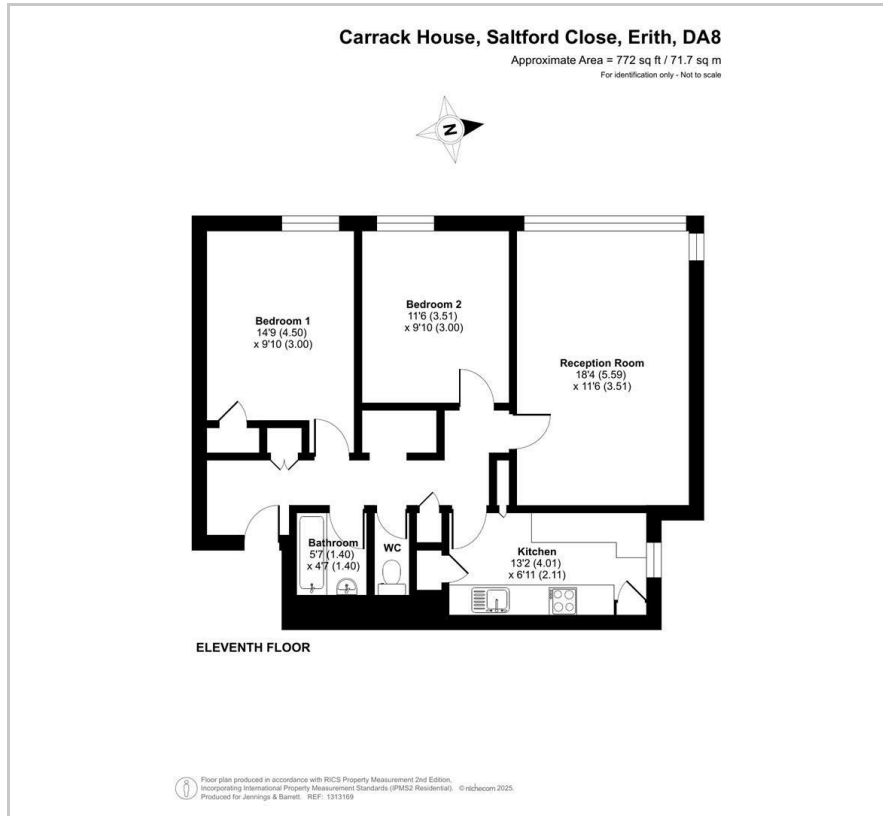 Carrack House, Saltford Close, Erith, DA8
Approximate Area = 772 sq ft / 71.7 sq m
For identification only - Not to scale
N
Bedroom 1
14'9 (4.50)
x 9'10 (3.00)
Bedroom 2
11'6 (3.51)
x 9'10 (3.00)
Reception Room
18'4 (5.59)
x 11'6 (3.51)
Bathroom
5'7 (1.40)
x 4'7 (1.40)
WC
Kitchen
13'2 (4.01)
x 6'11 (2.11)
ELEVENTH FLOOR
Floor plan produced in accordance with RICS Property Measurement 2nd Edition,
Incorporating International Property Measurement Standards (IPMS2 Residential). © nichecom 2025.
Produced for Jennings & Barrett. REF: 1313169